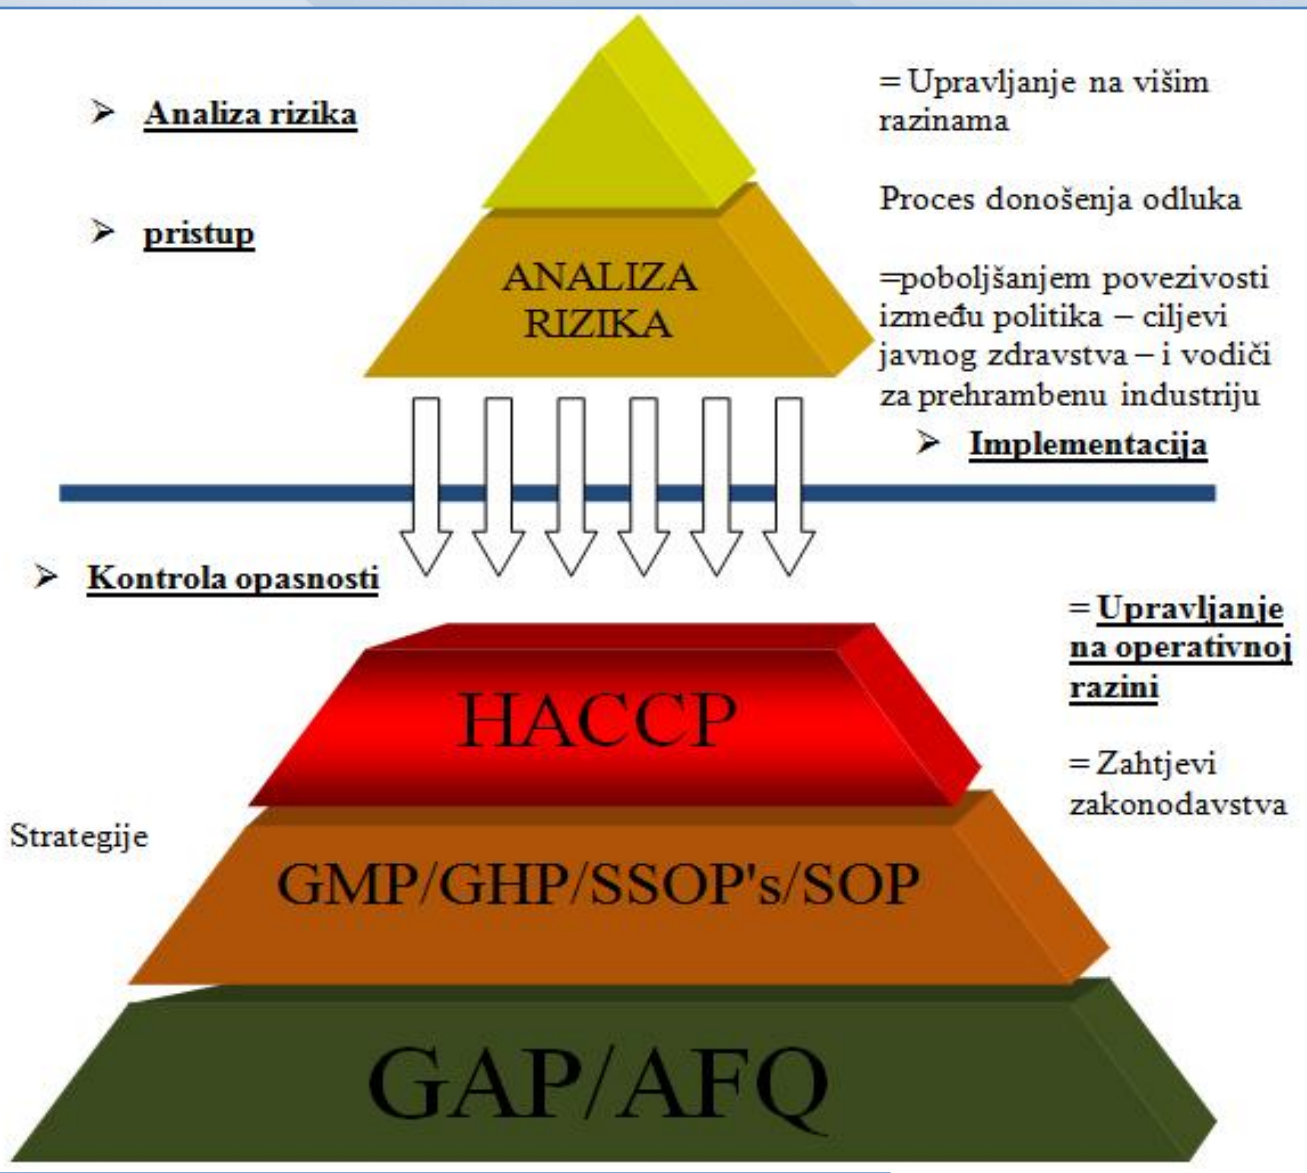 Analiza rizika
pristup
= Upravljanje na višim
razinama
Proces donošenja odluka
=poboljšanjem povezivosti
između politika – ciljevi
javnog zdravstva – i vodiči
za prehrambenu industriju
Implementacija
ANALIZA
RIZIKA
Kontrola opasnosti
= Upravljanje
na operativnoj
razini
= Zahtjevi
zakonodavstva
Strategije
HACCP
GMP/GHP/SSOP's/SOP
GAP/AFQ